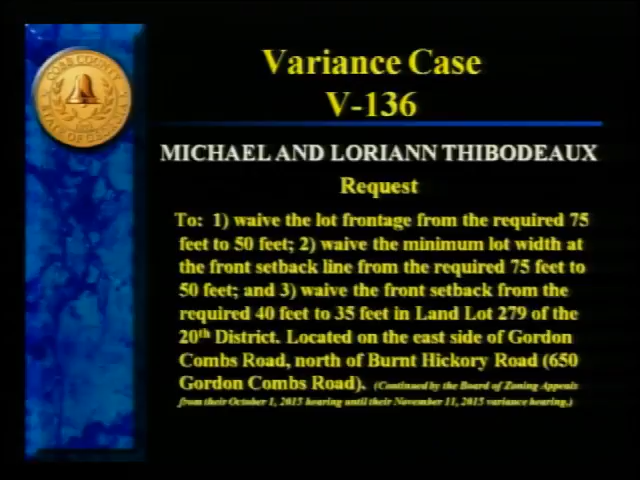 COBB COUNTY
STATE OF GEORGIA
Variance Case
V-136
MICHAEL AND LORIANN THIBODEAUX
Request
To: 1) waive the lot frontage from the required 75
feet to 50 feet; 2) waive the minimum lot width at
the front setback line from the required 75 feet to
50 feet; and 3) waive the front setback from the
required 40 feet to 35 feet in Land Lot 279 of the
20th District. Located on the east side of Gordon
Combs Road, north of Burnt Hickory Road (650
Gordon Combs Road). (Continued by the Board of Zoning Appeals
from their October 1, 2015 hearing until their November 11, 2015 variance hearing.)